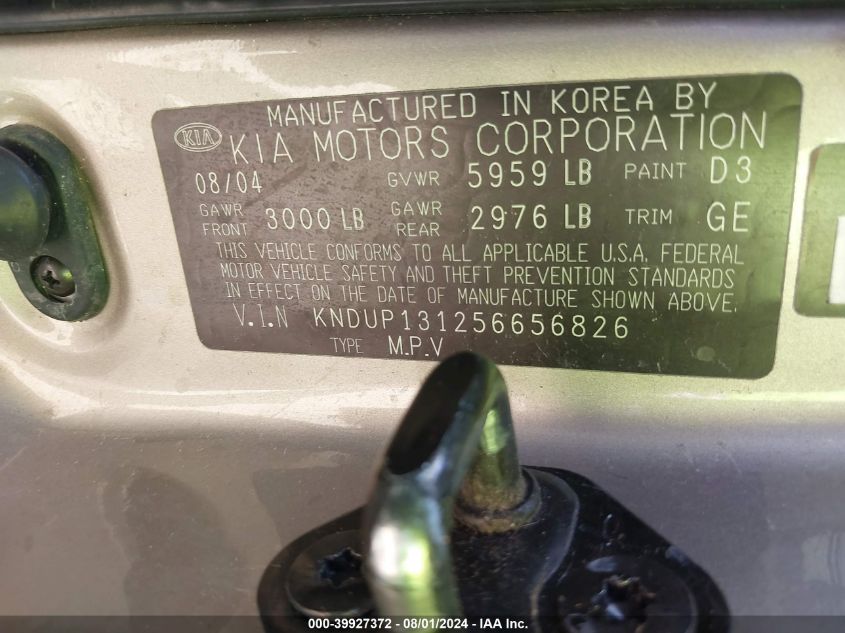 MANUFACTURED IN KOREA BY
KIA KIA MOTORS CORPORATION
08/04 GVWR 5959 LB PAINT D3
GAWR FRONT 3000 LB GAWR REAR 2976 LB TRIM GE
THIS VEHICLE CONFORMS TO ALL APPLICABLE U.S.A. FEDERAL
MOTOR VEHICLE SAFETY AND THEFT PREVENTION STANDARDS
IN EFFECT ON THE DATE OF MANUFACTURE SHOWN ABOVE.
V.I.N KNDUP131256656826
TYPE M.P.V
000-39927372 - 08/01/2024 - IAA Inc.